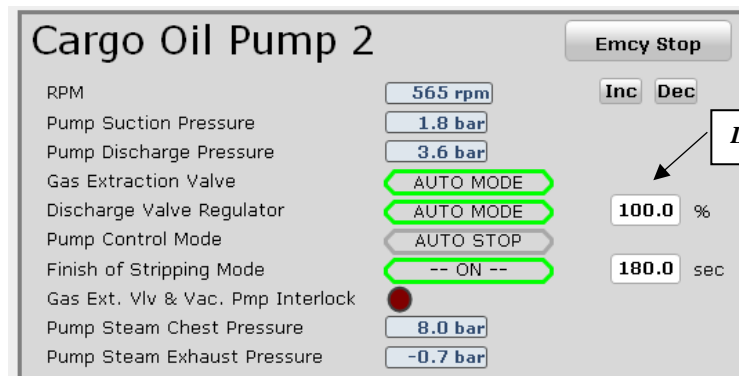 Cargo Oil Pump 2 Emcy Stop
RPM 565 rpm Inc Dec
Pump Suction Pressure 1.8 bar
Pump Discharge Pressure 3.6 bar
Gas Extraction Valve AUTO MODE
Discharge Valve Regulator AUTO MODE 100.0 %
Pump Control Mode AUTO STOP
Finish of Stripping Mode -- ON -- 180.0 sec
Gas Ext. Vlv & Vac. Pmp Interlock
Pump Steam Chest Pressure 8.0 bar
Pump Steam Exhaust Pressure -0.7 bar